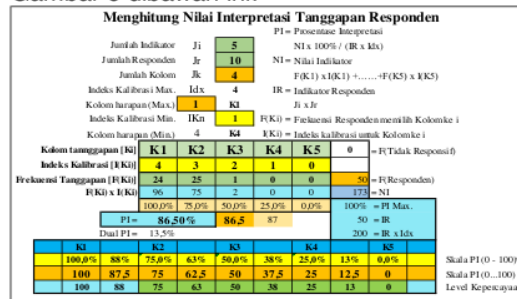 Gambar 3 dibawah ini.
Menghitung Nilai Interpretasi Tanggapan Responden
PI = Prosentase Interpretasi
Jumlah Indikator Ji 5 NI x 100% / (IR x Idx)
Jumlah Responden Jr 10 NI = Nilai Indikator
Jumlah Kolom Jk 4 F(K1) x I(K1) +……+F(K5) x I(K5)
Indeks Kalibrasi Max. Idx 4 IR = Indikator Responden
Kolom harapan (Max.) 1 K1 Ji x Jr
Indeks Kalibrasi Min. IKn 1 F(Ki) = Frekuensi Responden memilih Kolom ke i
Kolom harapan (Min.) 4 K4 I(Ki) = Indeks kalibrasi untuk Kolom ke i
Kolom tanggapan [Ki] K1 K2 K3 K4 K5 0 = F(Tidak Responsif)
Indeks Kalibrasi [I(Ki)] 4 3 2 1 0
Frekuensi Tanggapan [F(Ki)] 24 25 1 0 0 50 = F(Responden)
F(Ki) x I(Ki) 96 75 2 0 0 173 = NI
100,0% 75,0% 50,0% 25,0% 0,0% 100% = PI Max.
PI = 86,50% 86,5 87 50 = IR
Dual PI = 13,5% 200 = IR x Idx
K1 K2 K3 K4 K5
100,0% 88% 75,0% 63% 50,0% 38% 25,0% 13% 0,0% Skala PI (0 - 100%)
100 87,5 75 62,5 50 37,5 25 12,5 0 Skala PI (0...100)
100 88 75 63 50 38 25 13 0 Level Kepercayaan